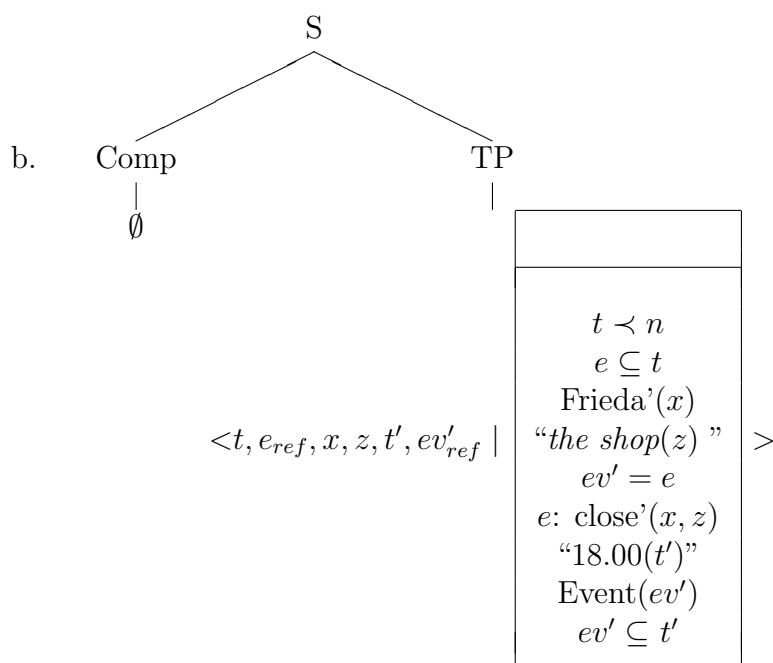 S
b. Comp TP
∅
t ≺ n
e ⊆ t
Frieda’(x)
<t, e_ref, x, z, t′, ev′_ref | “the shop(z) ” >
ev′ = e
e: close’(x, z)
“18.00(t′)”
Event(ev′)
ev′ ⊆ t′